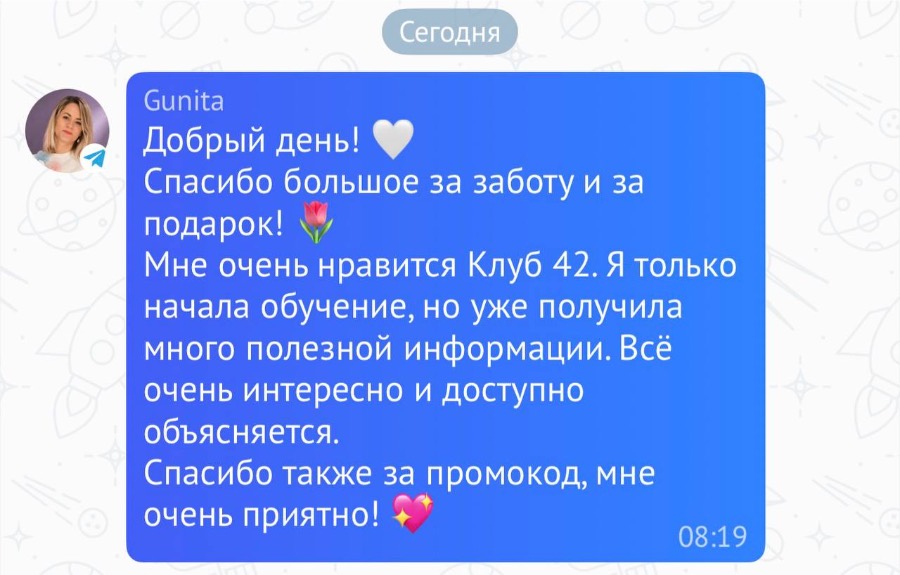 Сегодня
Gunita
Добрый день! 🤍
Спасибо большое за заботу и за
подарок! 🌷
Мне очень нравится Клуб 42. Я только
начала обучение, но уже получила
много полезной информации. Всё
очень интересно и доступно
объясняется.
Спасибо также за промокод, мне
очень приятно! 💖
08:19